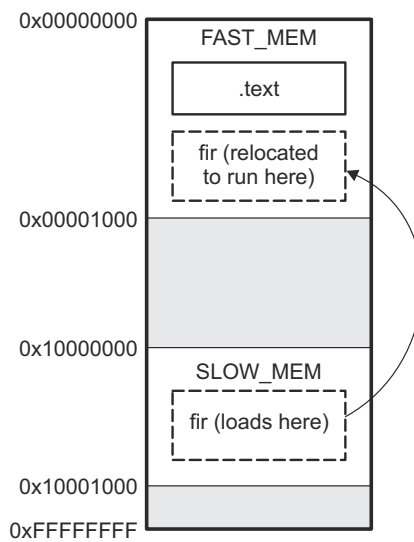 0x00000000
FAST_MEM
.text
fir (relocated
to run here)
0x00001000
0x10000000
SLOW_MEM
fir (loads here)
0x10001000
0xFFFFFFFF